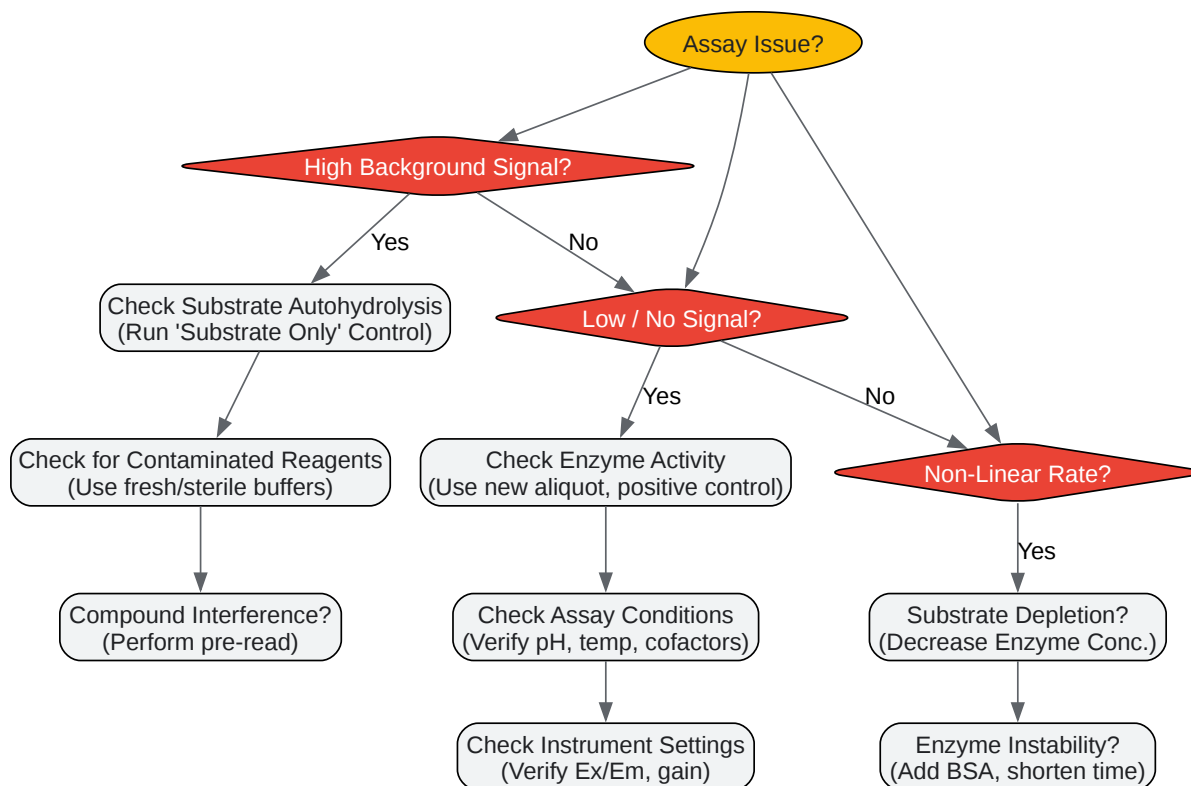 Assay Issue?
High Background Signal?
Yes
No
Check Substrate Autohydrolysis
(Run 'Substrate Only' Control)
Low / No Signal?
Yes
No
Check for Contaminated Reagents
(Use fresh/sterile buffers)
Check Enzyme Activity
(Use new aliquot, positive control)
Non-Linear Rate?
Yes
Compound Interference?
(Perform pre-read)
Check Assay Conditions
(Verify pH, temp, cofactors)
Substrate Depletion?
(Decrease Enzyme Conc.)
Check Instrument Settings
(Verify Ex/Em, gain)
Enzyme Instability?
(Add BSA, shorten time)